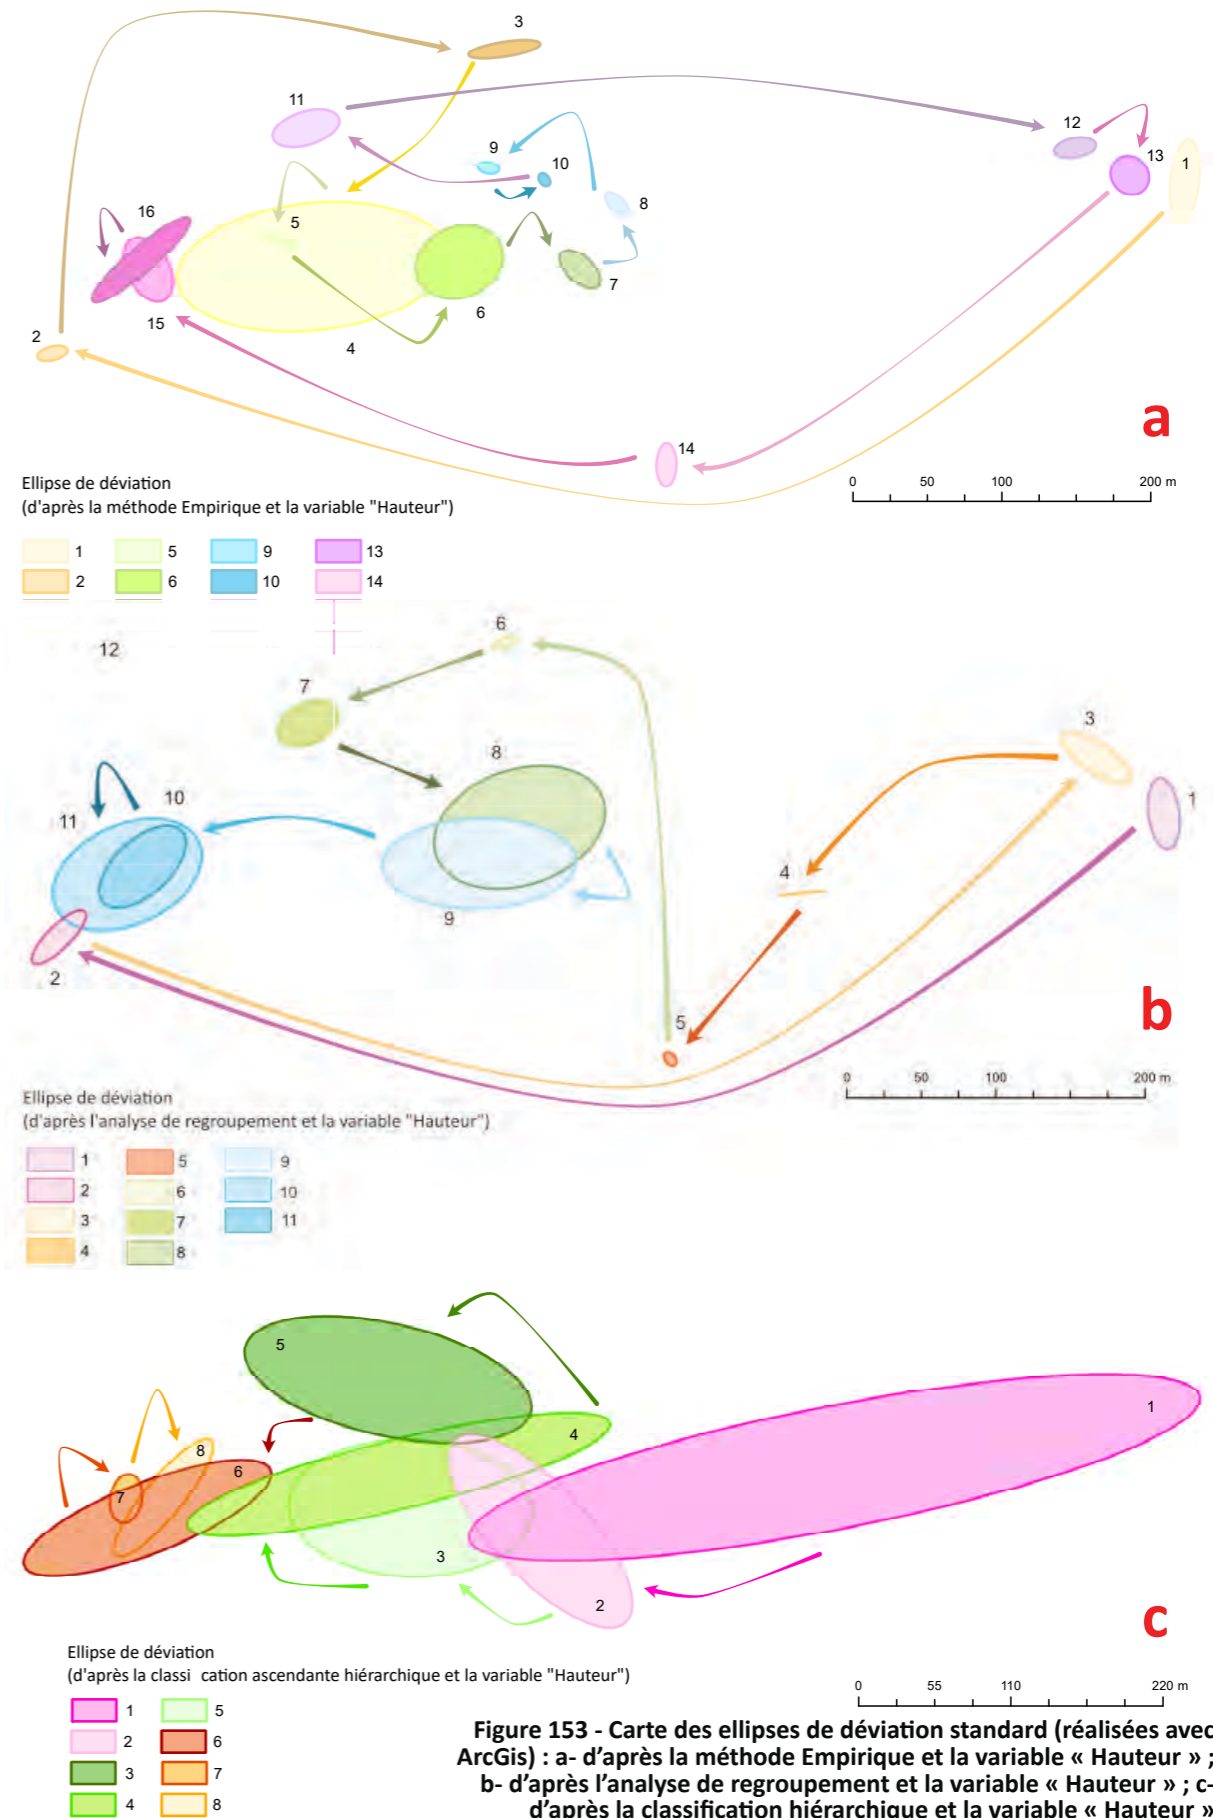 3
11
12
13
1
9
10
8
16
5
7
6
15
2
4
a
14
Ellipse de déviation
(d'après la méthode Empirique et la variable "Hauteur")
0 50 100 200 m
1 5 9 13
2 6 10 14
12
6
7
3
8
1
10
11
4
9
2
5
b
0 50 100 200 m
Ellipse de déviation
(d'après l'analyse de regroupement et la variable "Hauteur")
1 5 9
2 6 10
3 7 11
4 8
5
1
4
8
6
7
3
2
c
Ellipse de déviation
(d'après la classi cation ascendante hiérarchique et la variable "Hauteur")
0 55 110 220 m
1 5
2 6
3 7
4 8
Figure 153 - Carte des ellipses de déviation standard (réalisées avec
ArcGis) : a- d'après la méthode Empirique et la variable « Hauteur » ;
b- d'après l'analyse de regroupement et la variable « Hauteur » ; c-
d'après la classification hiérarchique et la variable « Hauteur »